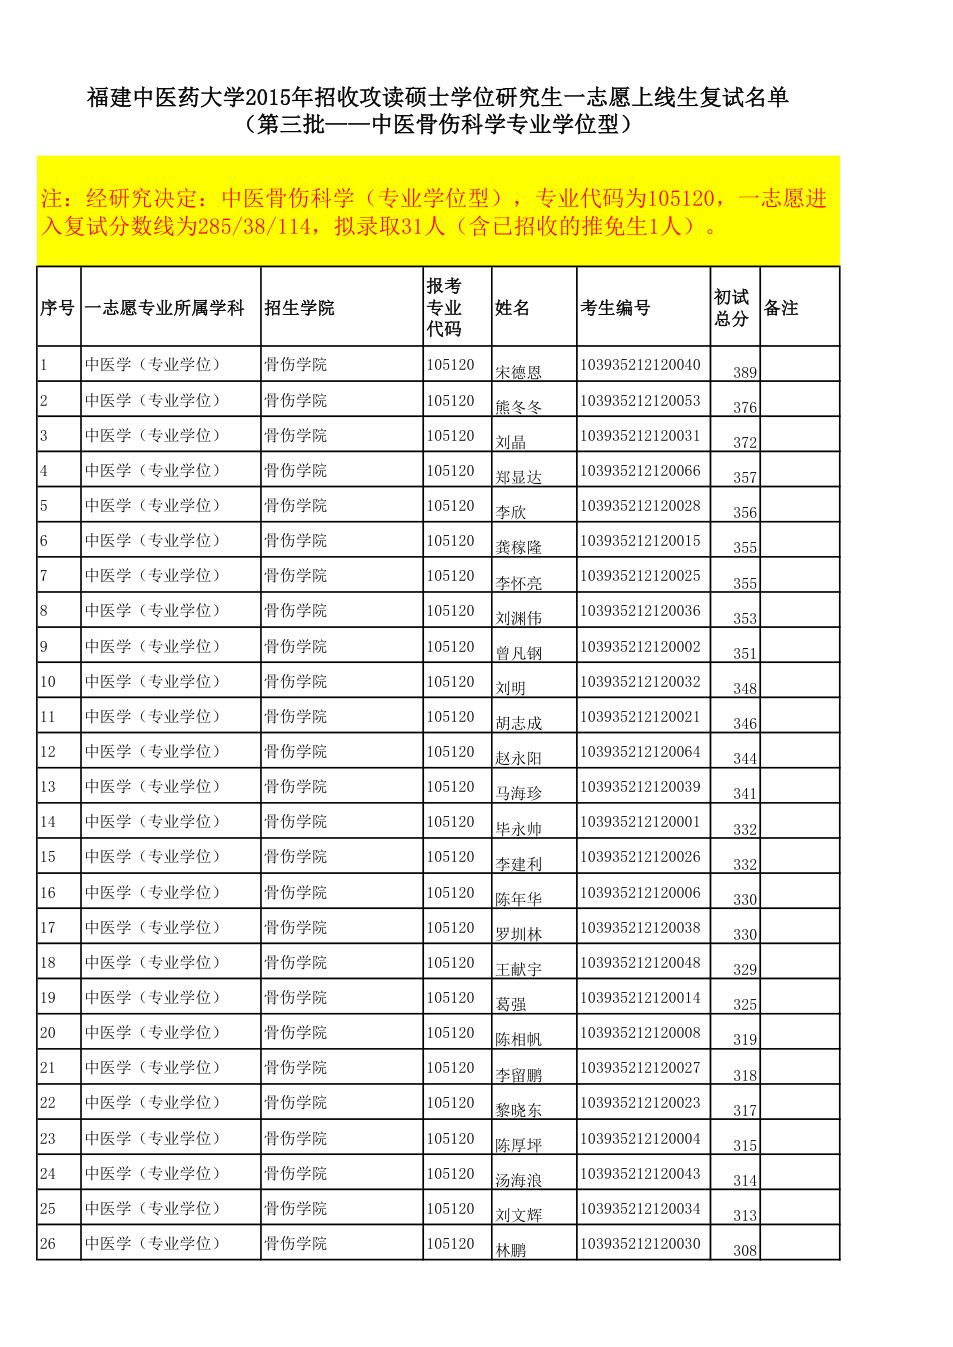 福建中医药大学2015年招收攻读硕士学位研究生一志愿上线生复试名单
（第三批——中医骨伤科学专业学位型）
注：经研究决定：中医骨伤科学（专业学位型），专业代码为105120，一志愿进
入复试分数线为285/38/114，拟录取31人（含已招收的推免生1人）。
序号 一志愿专业所属学科 招生学院 报考专业代码 姓名 考生编号 初试总分 备注
1 中医学（专业学位） 骨伤学院 105120 宋德恩 103935212120040 389
2 中医学（专业学位） 骨伤学院 105120 熊冬冬 103935212120053 376
3 中医学（专业学位） 骨伤学院 105120 刘晶 103935212120031 372
4 中医学（专业学位） 骨伤学院 105120 郑显达 103935212120066 357
5 中医学（专业学位） 骨伤学院 105120 李欣 103935212120028 356
6 中医学（专业学位） 骨伤学院 105120 龚稼隆 103935212120015 355
7 中医学（专业学位） 骨伤学院 105120 李怀亮 103935212120025 355
8 中医学（专业学位） 骨伤学院 105120 刘渊伟 103935212120036 353
9 中医学（专业学位） 骨伤学院 105120 曾凡钢 103935212120002 351
10 中医学（专业学位） 骨伤学院 105120 刘明 103935212120032 348
11 中医学（专业学位） 骨伤学院 105120 胡志成 103935212120021 346
12 中医学（专业学位） 骨伤学院 105120 赵永阳 103935212120064 344
13 中医学（专业学位） 骨伤学院 105120 马海珍 103935212120039 341
14 中医学（专业学位） 骨伤学院 105120 毕永帅 103935212120001 332
15 中医学（专业学位） 骨伤学院 105120 李建利 103935212120026 332
16 中医学（专业学位） 骨伤学院 105120 陈年华 103935212120006 330
17 中医学（专业学位） 骨伤学院 105120 罗圳林 103935212120038 330
18 中医学（专业学位） 骨伤学院 105120 王献宇 103935212120048 329
19 中医学（专业学位） 骨伤学院 105120 葛强 103935212120014 325
20 中医学（专业学位） 骨伤学院 105120 陈相帆 103935212120008 319
21 中医学（专业学位） 骨伤学院 105120 李留鹏 103935212120027 318
22 中医学（专业学位） 骨伤学院 105120 黎晓东 103935212120023 317
23 中医学（专业学位） 骨伤学院 105120 陈厚坪 103935212120004 315
24 中医学（专业学位） 骨伤学院 105120 汤海浪 103935212120043 314
25 中医学（专业学位） 骨伤学院 105120 刘文辉 103935212120034 313
26 中医学（专业学位） 骨伤学院 105120 林鹏 103935212120030 308